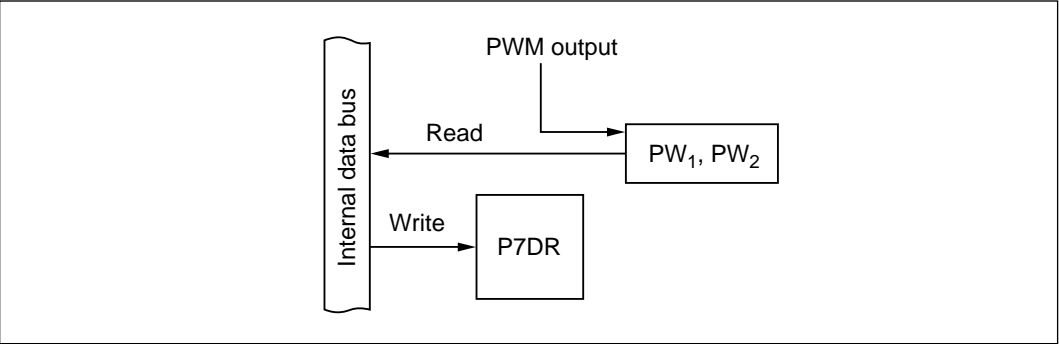 PWM output
Internal data bus
Read
PW1, PW2
Write
P7DR